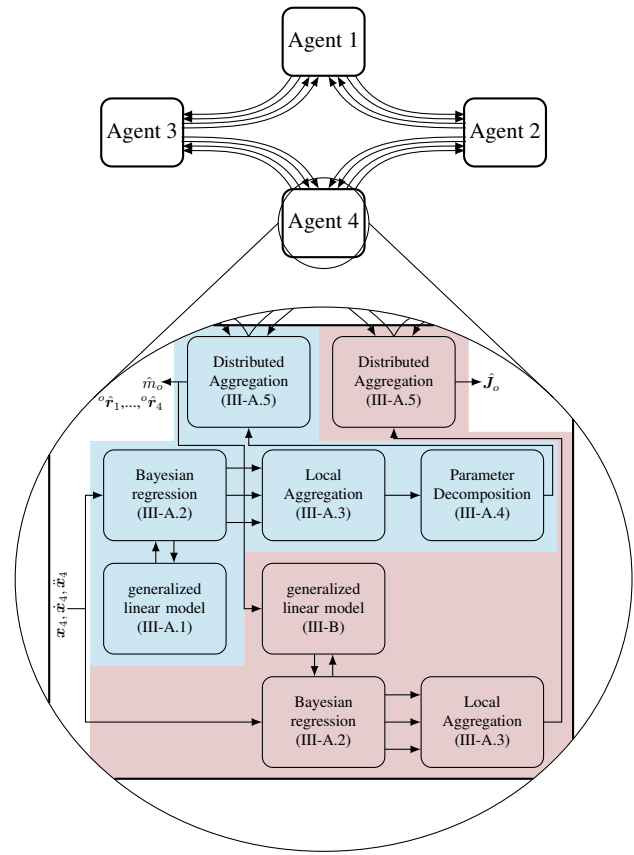 Agent 1
Agent 3
Agent 2
Agent 4
Distributed
Aggregation
(III-A.5)
Distributed
Aggregation
(III-A.5)
m̂ₒ
ᵒr̂₁,...,ᵒr̂₄
Ĵₒ
Bayesian
regression
(III-A.2)
Local
Aggregation
(III-A.3)
Parameter
Decomposition
(III-A.4)
x₄, ẋ₄, ẍ₄
generalized
linear model
(III-A.1)
generalized
linear model
(III-B)
Bayesian
regression
(III-A.2)
Local
Aggregation
(III-A.3)